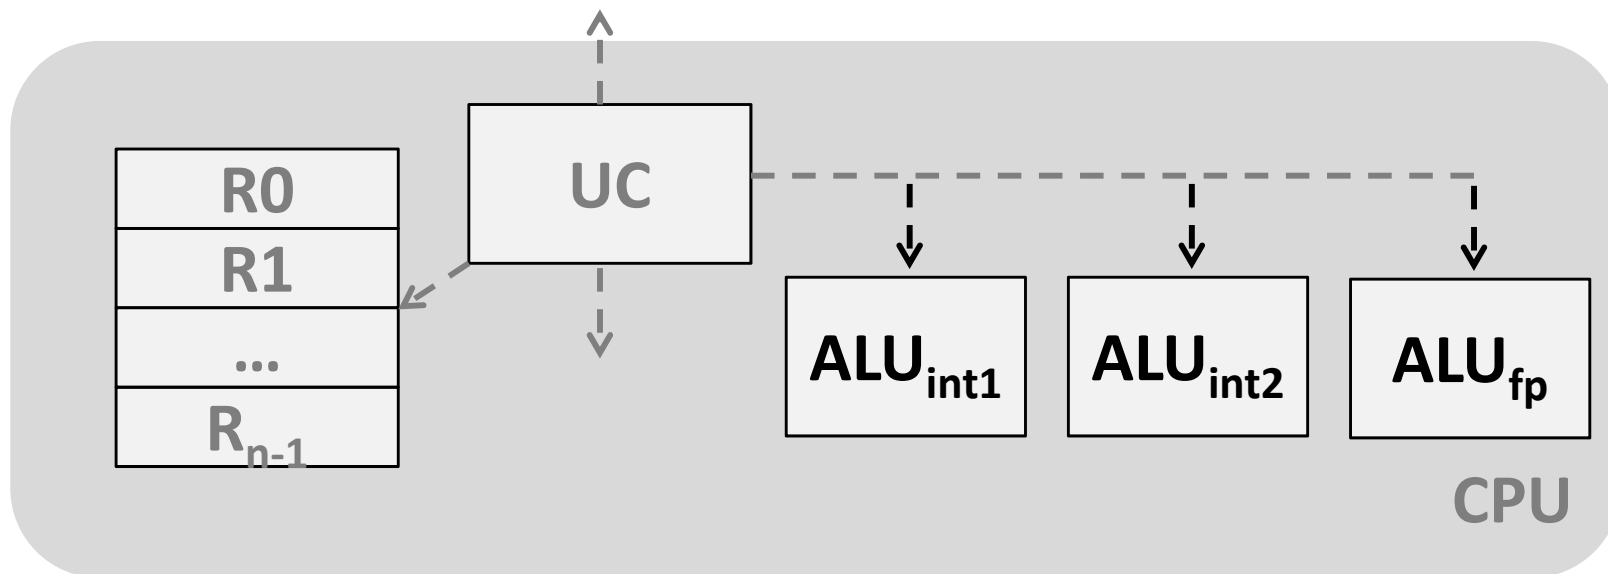 R0
R1
...
Rn-1
UC
ALUint1
ALUint2
ALUfp
CPU